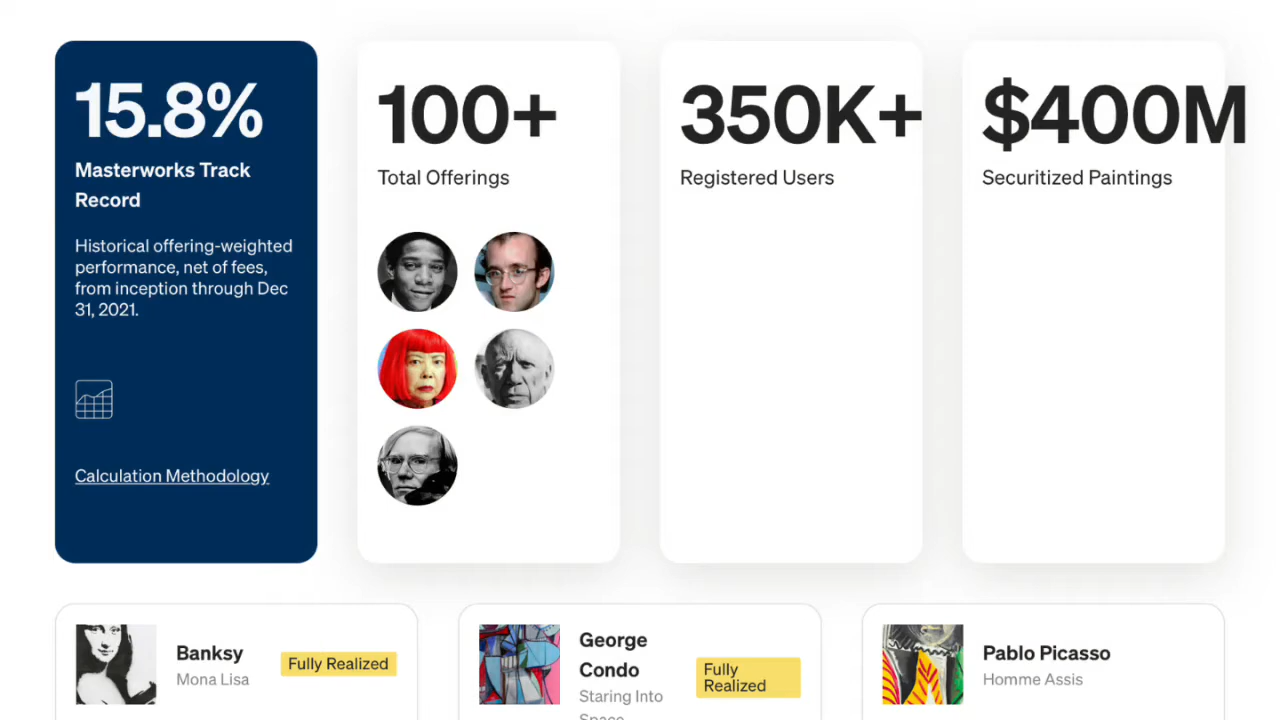 15.8%
Masterworks Track
Record
Historical offering-weighted
performance, net of fees,
from inception through Dec
31, 2021.
Calculation Methodology
100+
Total Offerings
350K+
Registered Users
$400M
Securitized Paintings
Banksy
Mona Lisa
Fully Realized
George
Condo
Staring Into
Space
Fully
Realized
Pablo Picasso
Homme Assis